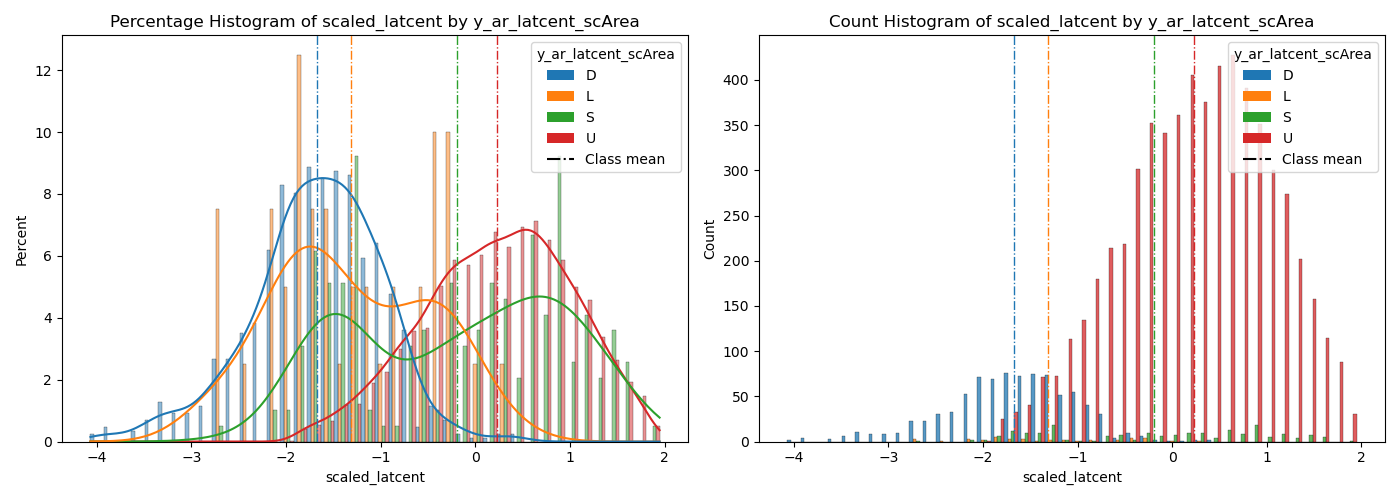 Percentage Histogram of scaled_latcent by y_ar_latcent_scArea
12
10
8
6
4
2
0
Percent
−4
−3
−2
−1
0
1
2
scaled_latcent
y_ar_latcent_scArea
D
L
S
U
Class mean
Count Histogram of scaled_latcent by y_ar_latcent_scArea
400
350
300
250
200
150
100
50
0
Count
−4
−3
−2
−1
0
1
2
scaled_latcent
y_ar_latcent_scArea
D
L
S
U
Class mean